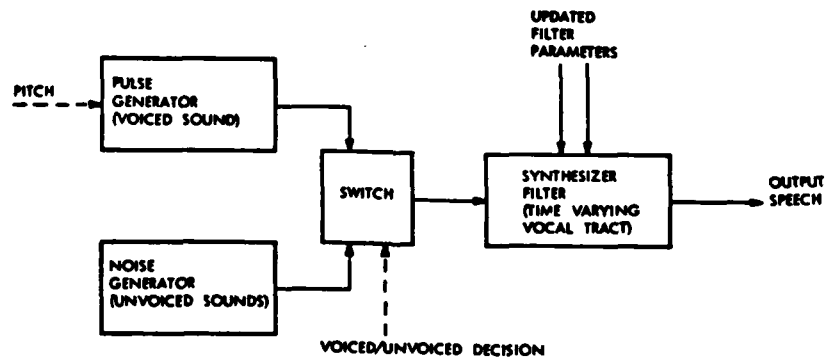 UPDATED
FILTER
PARAMETERS
PITCH
PULSE
GENERATOR
(VOICED SOUND)
SWITCH
SYNTHESIZER
FILTER
(TIME VARYING
VOCAL TRACT)
OUTPUT
SPEECH
NOISE
GENERATOR
(UNVOICED SOUNDS)
VOICED/UNVOICED DECISION